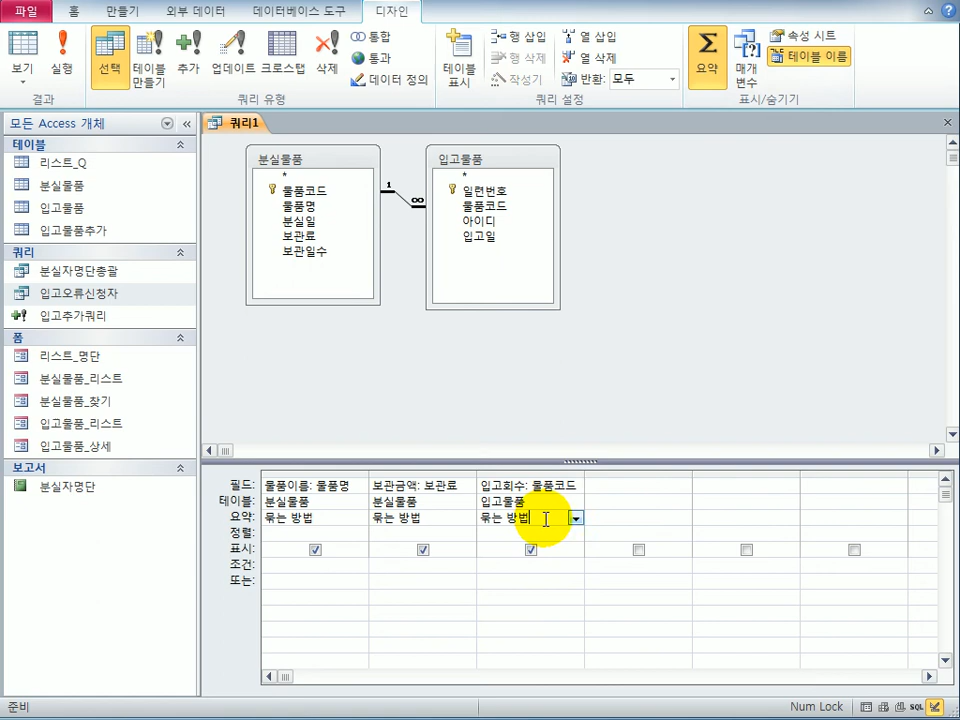 파일 홈 만들기 외부 데이터 데이터베이스 도구 디자인
보기 실행 선택 테이블 만들기 추가 업데이트 크로스탭 삭제 통합 통과 데이터 정의
테이블 표시 행 삽입 행 삭제 작성기 열 삽입 열 삭제 반환: 모두
요약 매개 변수 속성 시트 테이블 이름
결과 쿼리 유형 쿼리 설정 표시/숨기기
모든 Access 개체
테이블
리스트_Q
분실물품
입고물품
입고물품추가
쿼리
분실자명단총괄
입고오류신청자
입고추가쿼리
폼
리스트_명단
분실물품_리스트
분실물품_찾기
입고물품_리스트
입고물품_상세
보고서
분실자명단
쿼리1
분실물품
*
물품코드
물품명
분실일
보관료
보관일수
1
∞
입고물품
*
일련번호
물품코드
아이디
입고일
필드: 물품이름: 물품명 보관금액: 보관료 입고회수: 물품코드
테이블: 분실물품 분실물품 입고물품
요약: 묶는 방법 묶는 방법 묶는 방법
정렬:
표시:
조건:
또는:
준비
Num Lock
SQL